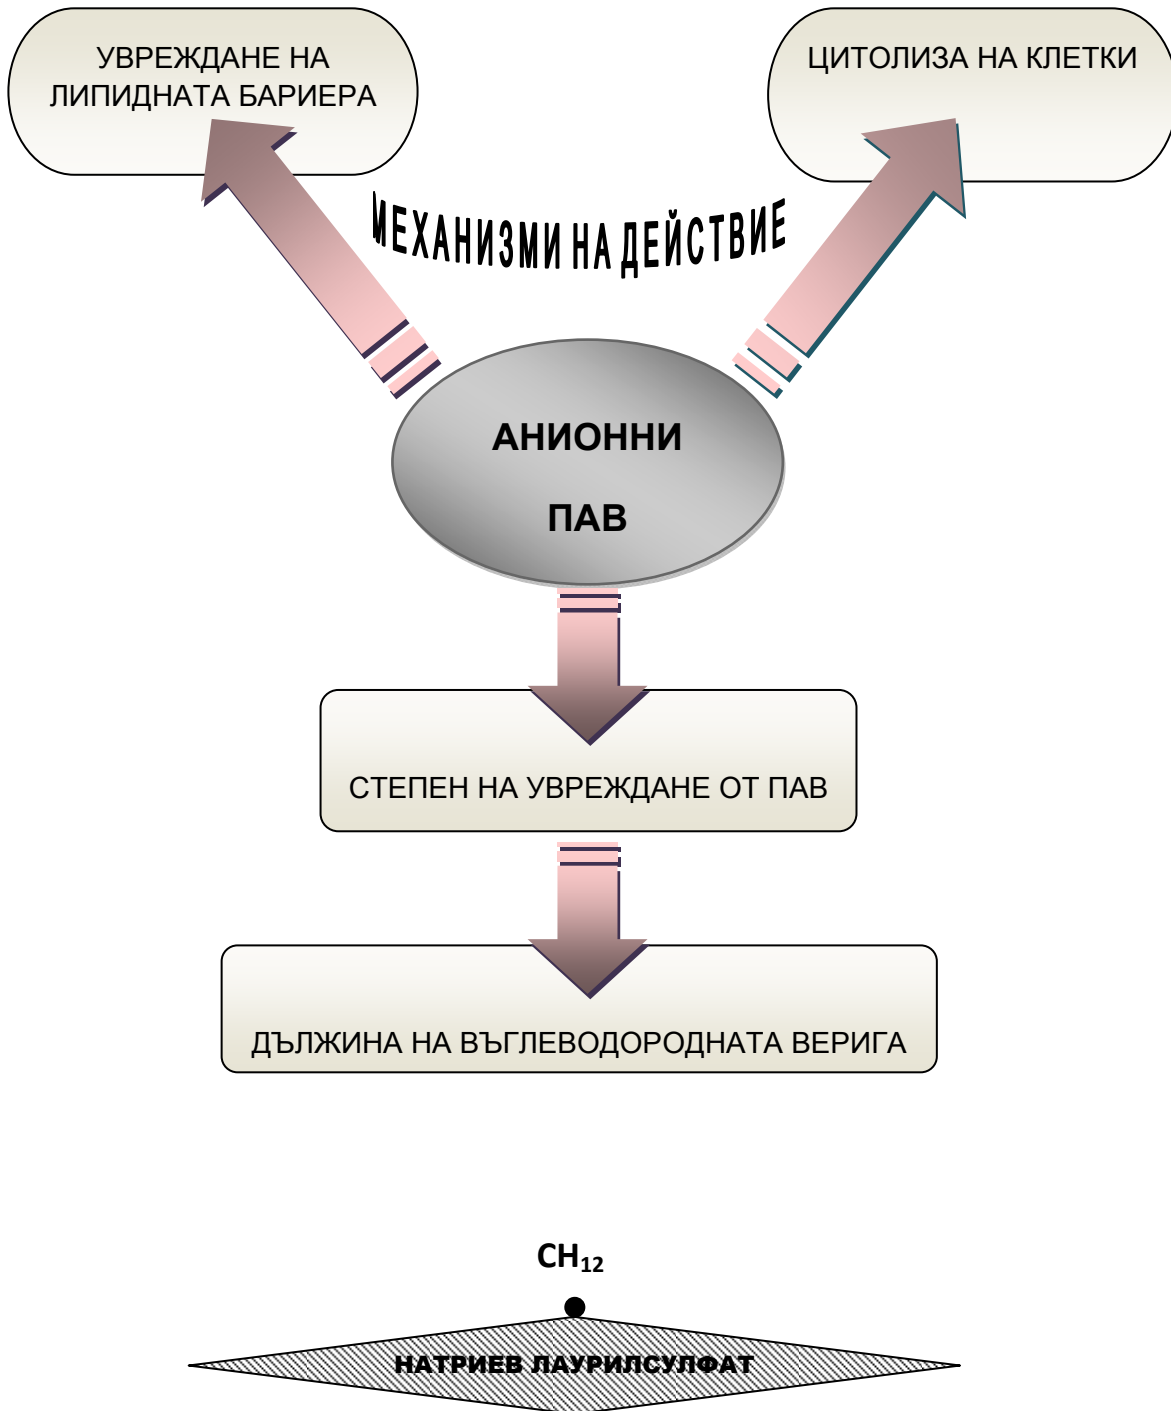 УВРЕЖДАНЕ НА
ЛИПИДНАТА БАРИЕРА
ЦИТОЛИЗА НА КЛЕТКИ
МЕХАНИЗМИ НА ДЕЙСТВИЕ
АНИОННИ
ПАВ
СТЕПЕН НА УВРЕЖДАНЕ ОТ ПАВ
ДЪЛЖИНА НА ВЪГЛЕВОДОРОДНАТА ВЕРИГА
CH₁₂
НАТРИЕВ ЛАУРИЛСУЛФАТ